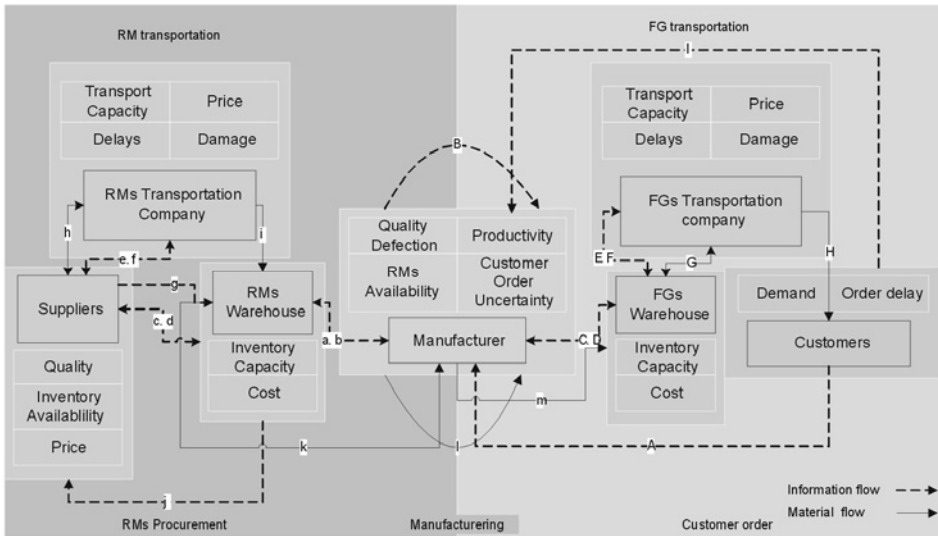 RM transportation
FG transportation
I
Transport
Capacity
Price
Delays
Damage
RMs Transportation
Company
h
i
e. f
B
Transport
Capacity
Price
Delays
Damage
FGs Transportation
company
Quality
Defection
Productivity
RMs
Availability
Customer
Order
Uncertainty
E F
G
H
Suppliers
g
c. d
RMs
Warehouse
a. b
Manufacturer
C. D
FGs
Warehouse
Demand
Order delay
Customers
Quality
Inventory
Availablility
Price
Inventory
Capacity
Cost
Inventory
Capacity
Cost
m
k
l
A
j
Information flow
Material flow
RMs Procurement
Manufacturering
Customer order